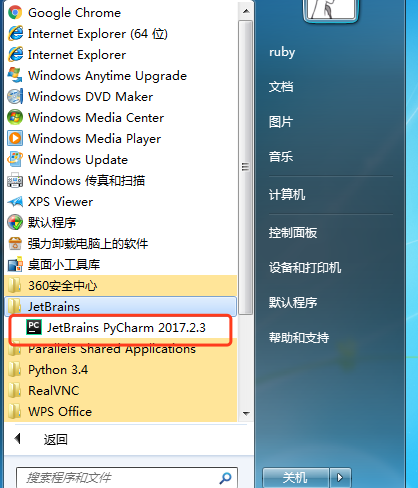 Google Chrome
Internet Explorer (64 位)
Internet Explorer
Windows Anytime Upgrade
Windows DVD Maker
Windows Media Center
Windows Media Player
Windows Update
Windows 传真和扫描
XPS Viewer
默认程序
强力卸载电脑上的软件
桌面小工具库
360安全中心
JetBrains
PC
JetBrains PyCharm 2017.2.3
Parallels Shared Applications
Python 3.4
RealVNC
WPS Office
返回
搜索程序和文件
ruby
文档
图片
音乐
计算机
控制面板
设备和打印机
默认程序
帮助和支持
关机